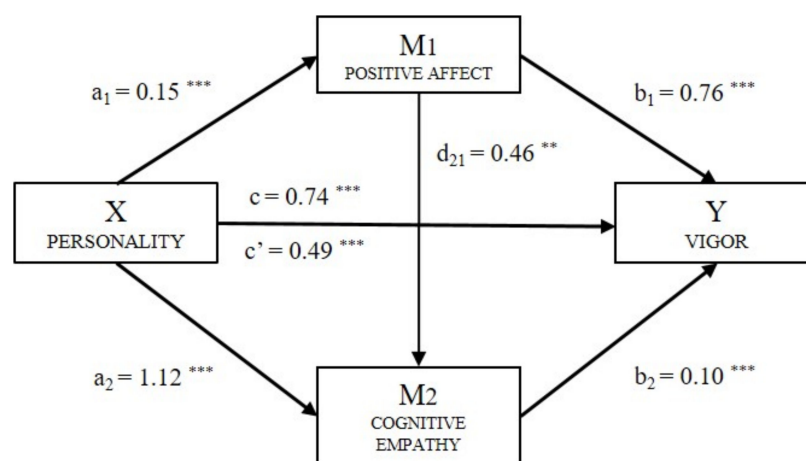 M1
POSITIVE AFFECT
a1 = 0.15 ***
b1 = 0.76 ***
d21 = 0.46 **
X
PERSONALITY
c = 0.74 ***
c’ = 0.49 ***
Y
VIGOR
a2 = 1.12 ***
b2 = 0.10 ***
M2
COGNITIVE
EMPATHY